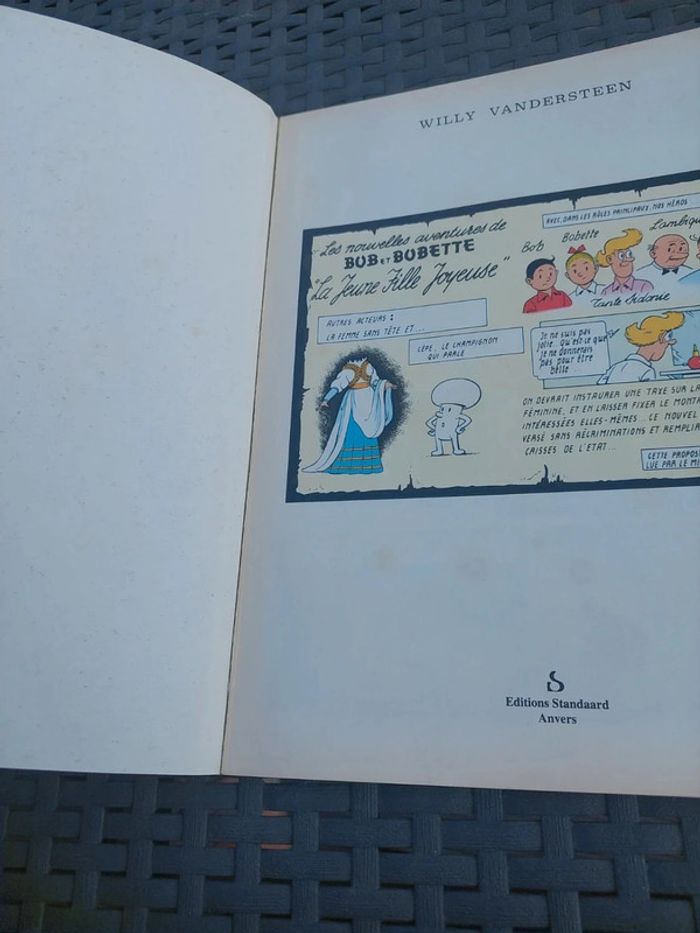 WILLY VANDERSTEEN
Les nouvelles aventures de
BOB ET BOBETTE
"La Jeune Fille Joyeuse"
AVEC, DANS LES RÔLES PRINCIPAUX, NOS HÉROS
Bob Bobette Lambiqu
Tante Sidonie
AUTRES ACTEURS :
LA FEMME SANS TÊTE ET...
CÈPE, LE CHAMPIGNON
QUI PARLE
Je ne suis pas
jolie.. qu'est ce que
je ne donnerais
pas pour être
belle
ON DEVRAIT INSTAURER UNE TAXE SUR LA
FÉMININE, ET EN LAISSER FIXER LE MONTA
INTÉRESSÉES ELLES-MÊMES... CE NOUVEL
VERSÉ SANS RÉCRIMINATIONS ET REMPLIR
CAISSES DE L'ÉTAT...
CETTE PROPOS
LUE PAR LE M
S
Editions Standaard
Anvers